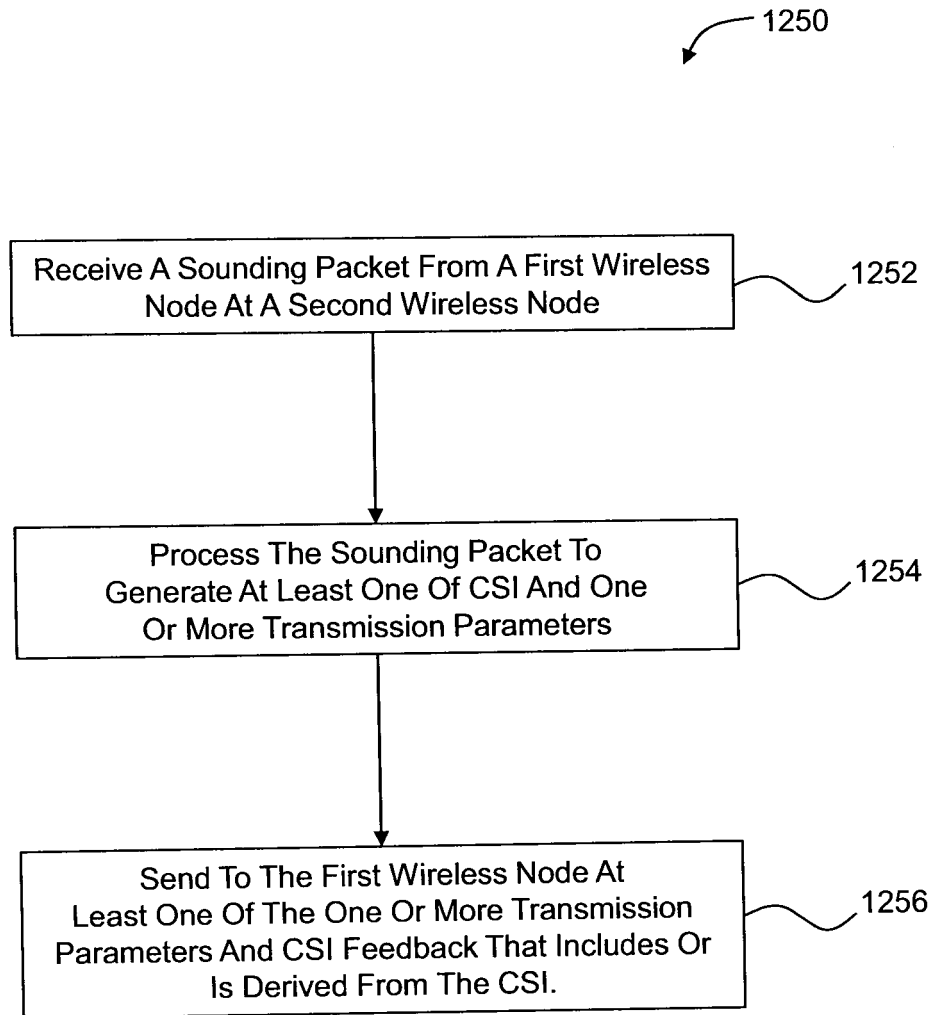 1250
Receive A Sounding Packet From A First Wireless
Node At A Second Wireless Node
1252
Process The Sounding Packet To
Generate At Least One Of CSI And One
Or More Transmission Parameters
1254
Send To The First Wireless Node At
Least One Of The One Or More Transmission
Parameters And CSI Feedback That Includes Or
Is Derived From The CSI.
1256